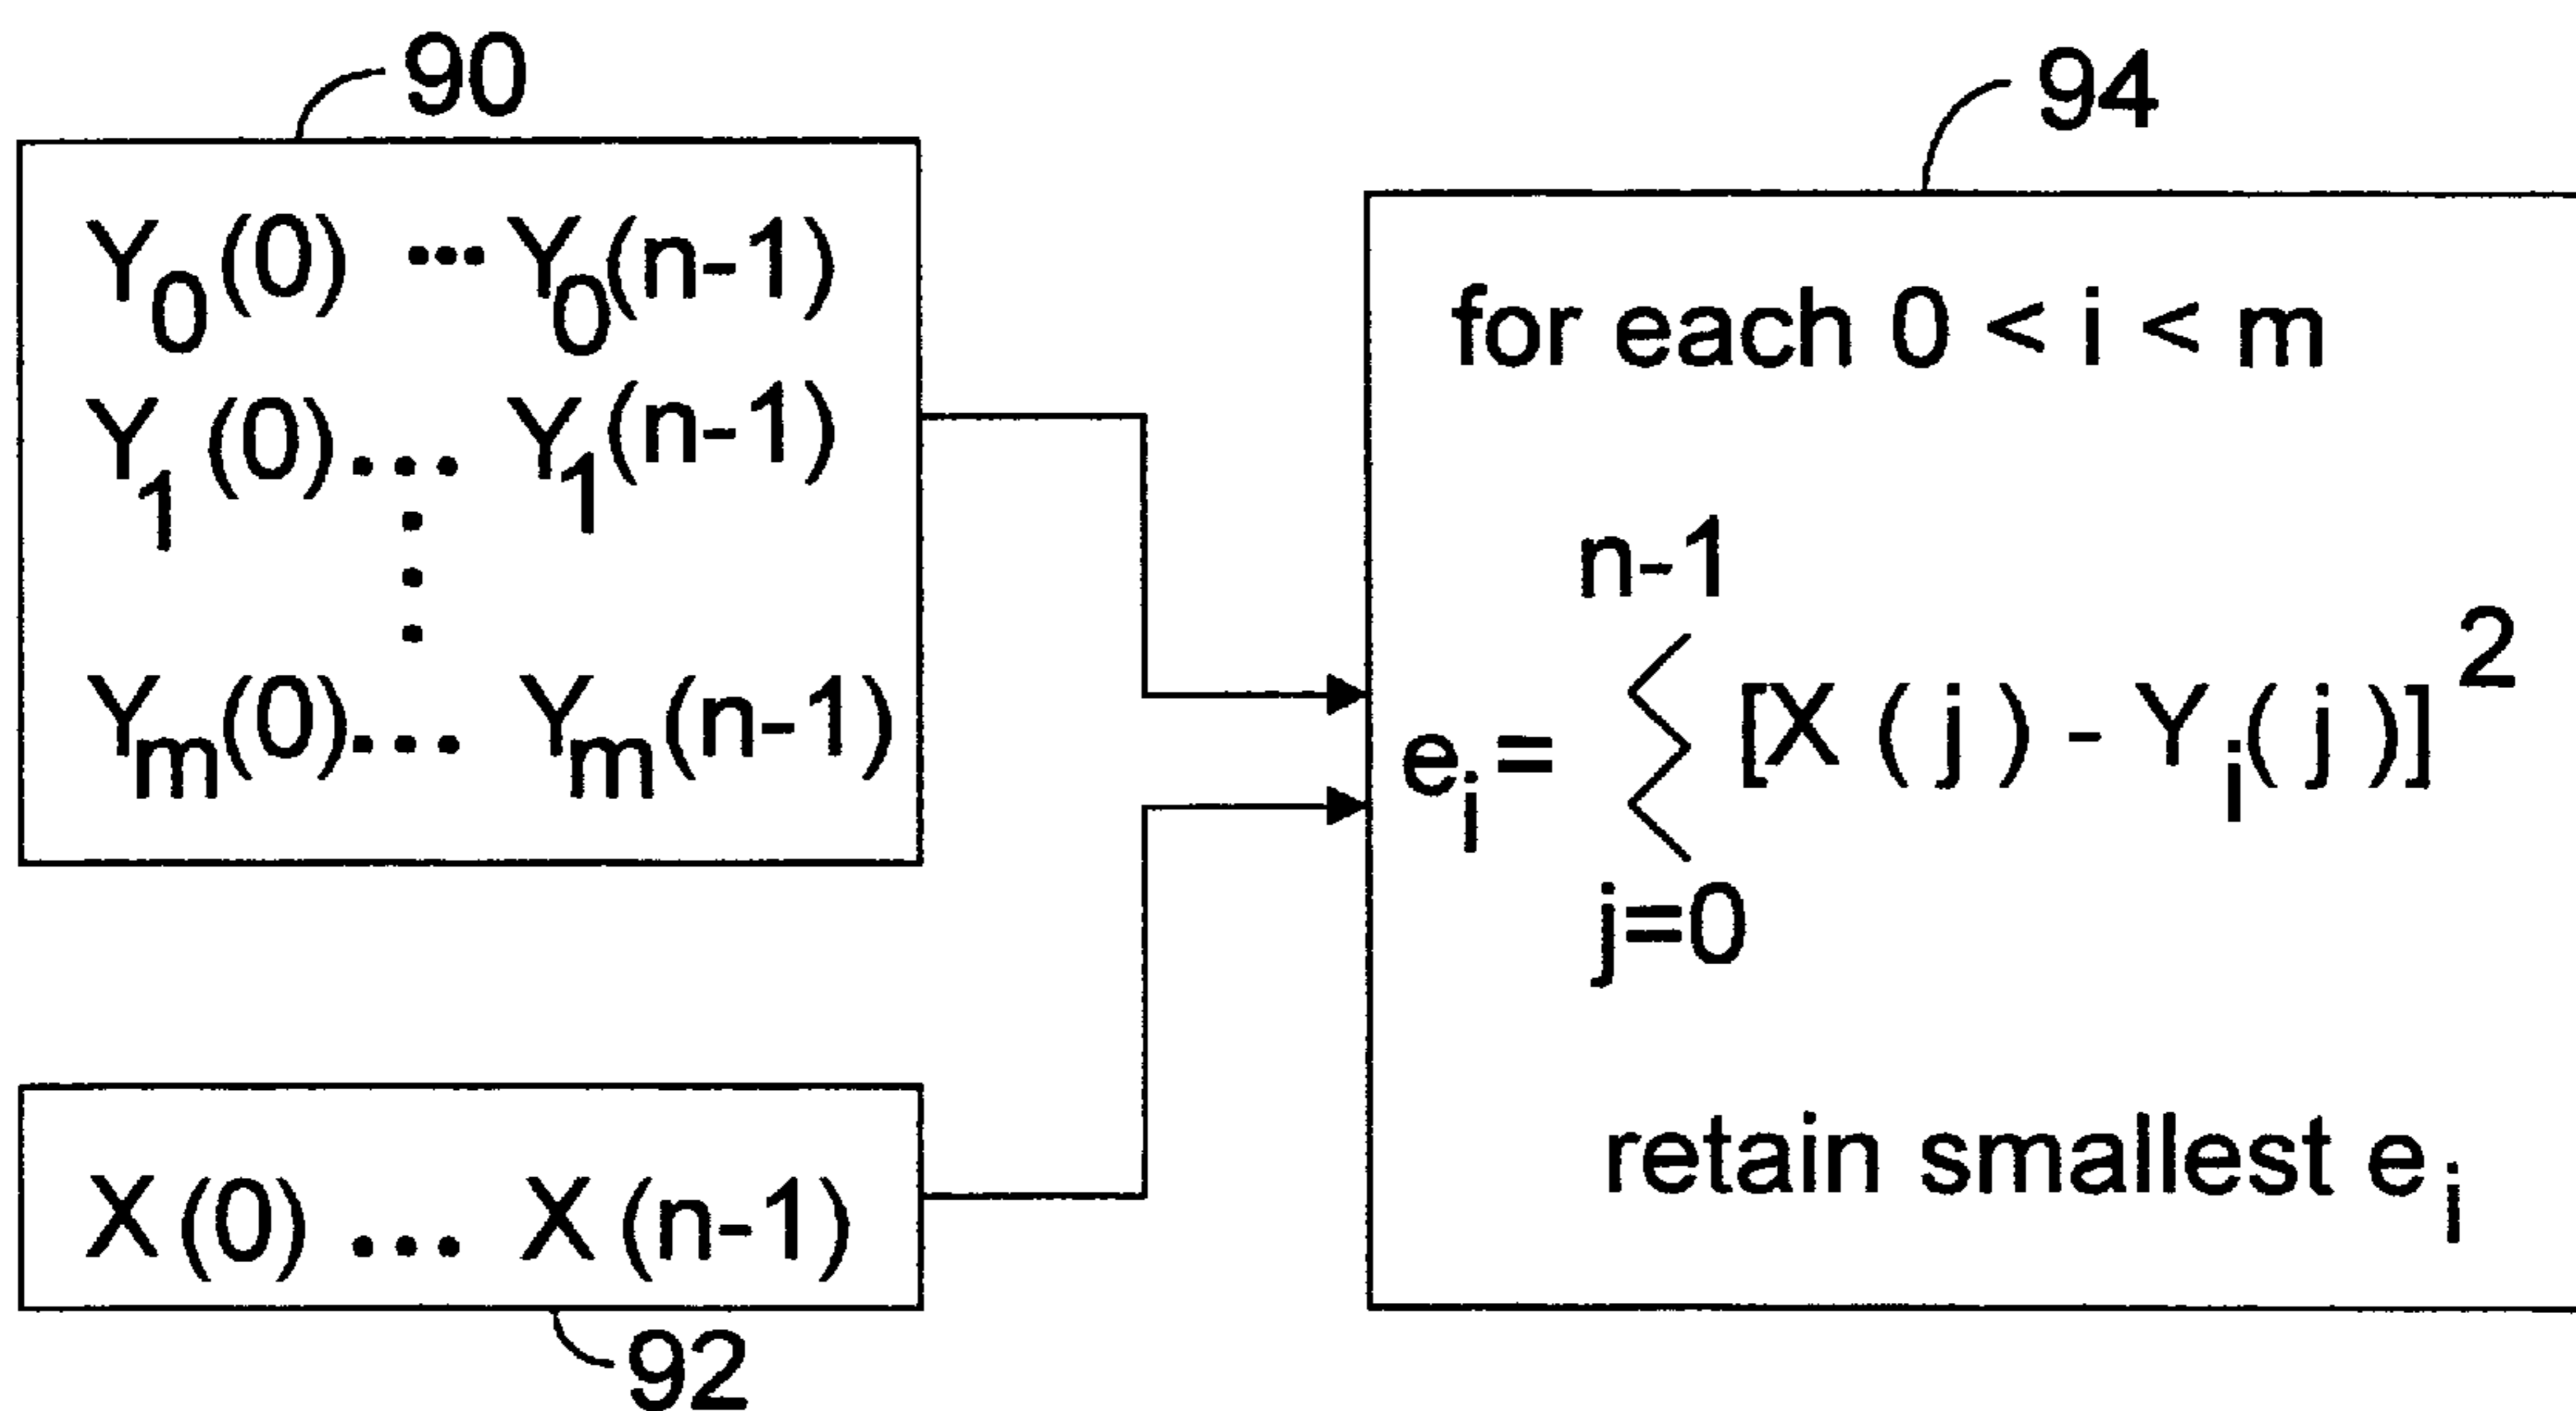 90
Y₀(0) ... Y₀(n-1)
Y₁(0) ... Y₁(n-1)
Yₘ(0) ... Yₘ(n-1)
X(0) ... X(n-1)
92
94
for each 0 < i < m
n-1
eᵢ = Σ [X(j) - Yᵢ(j)]²
j=0
retain smallest eᵢ